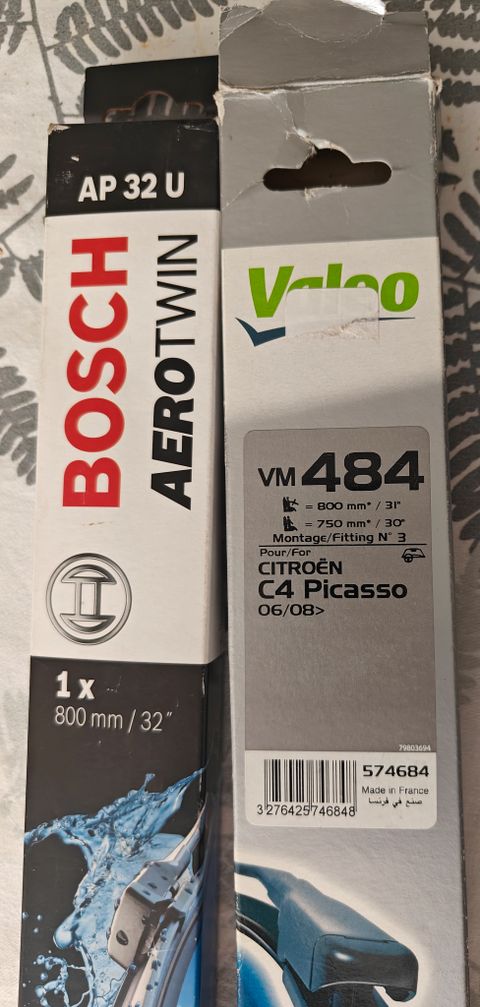 AP 32 U
BOSCH
AEROTWIN
1 x
800 mm / 32"
Valeo
VM 484
= 800 mm* / 31"
= 750 mm* / 30"
Montage/Fitting N° 3
Pour/For
CITROËN
C4 Picasso
06/08>
79803694
574684
3 276425 746848
Made in France
صنع في فرنسا